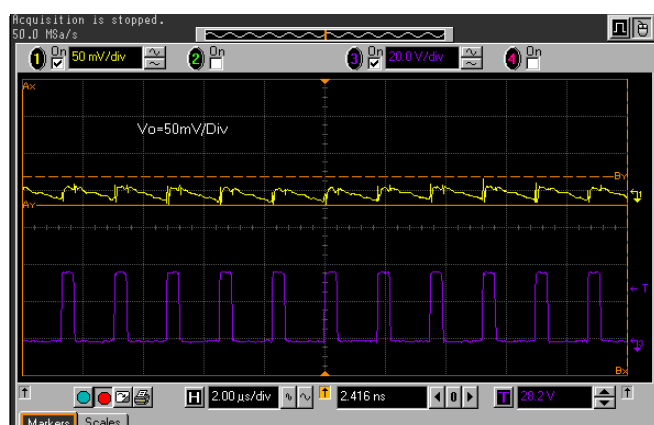 Acquisition is stopped.
50.0 MSa/s
1 On 50 mV/div 2 On 3 On 20.0 V/div 4 On
Ax
Vo=50mV/Div
By
Ay
T
Bx
H 2.00 µs/div 2.416 ns 0 T 28.2 V
Markers Scales